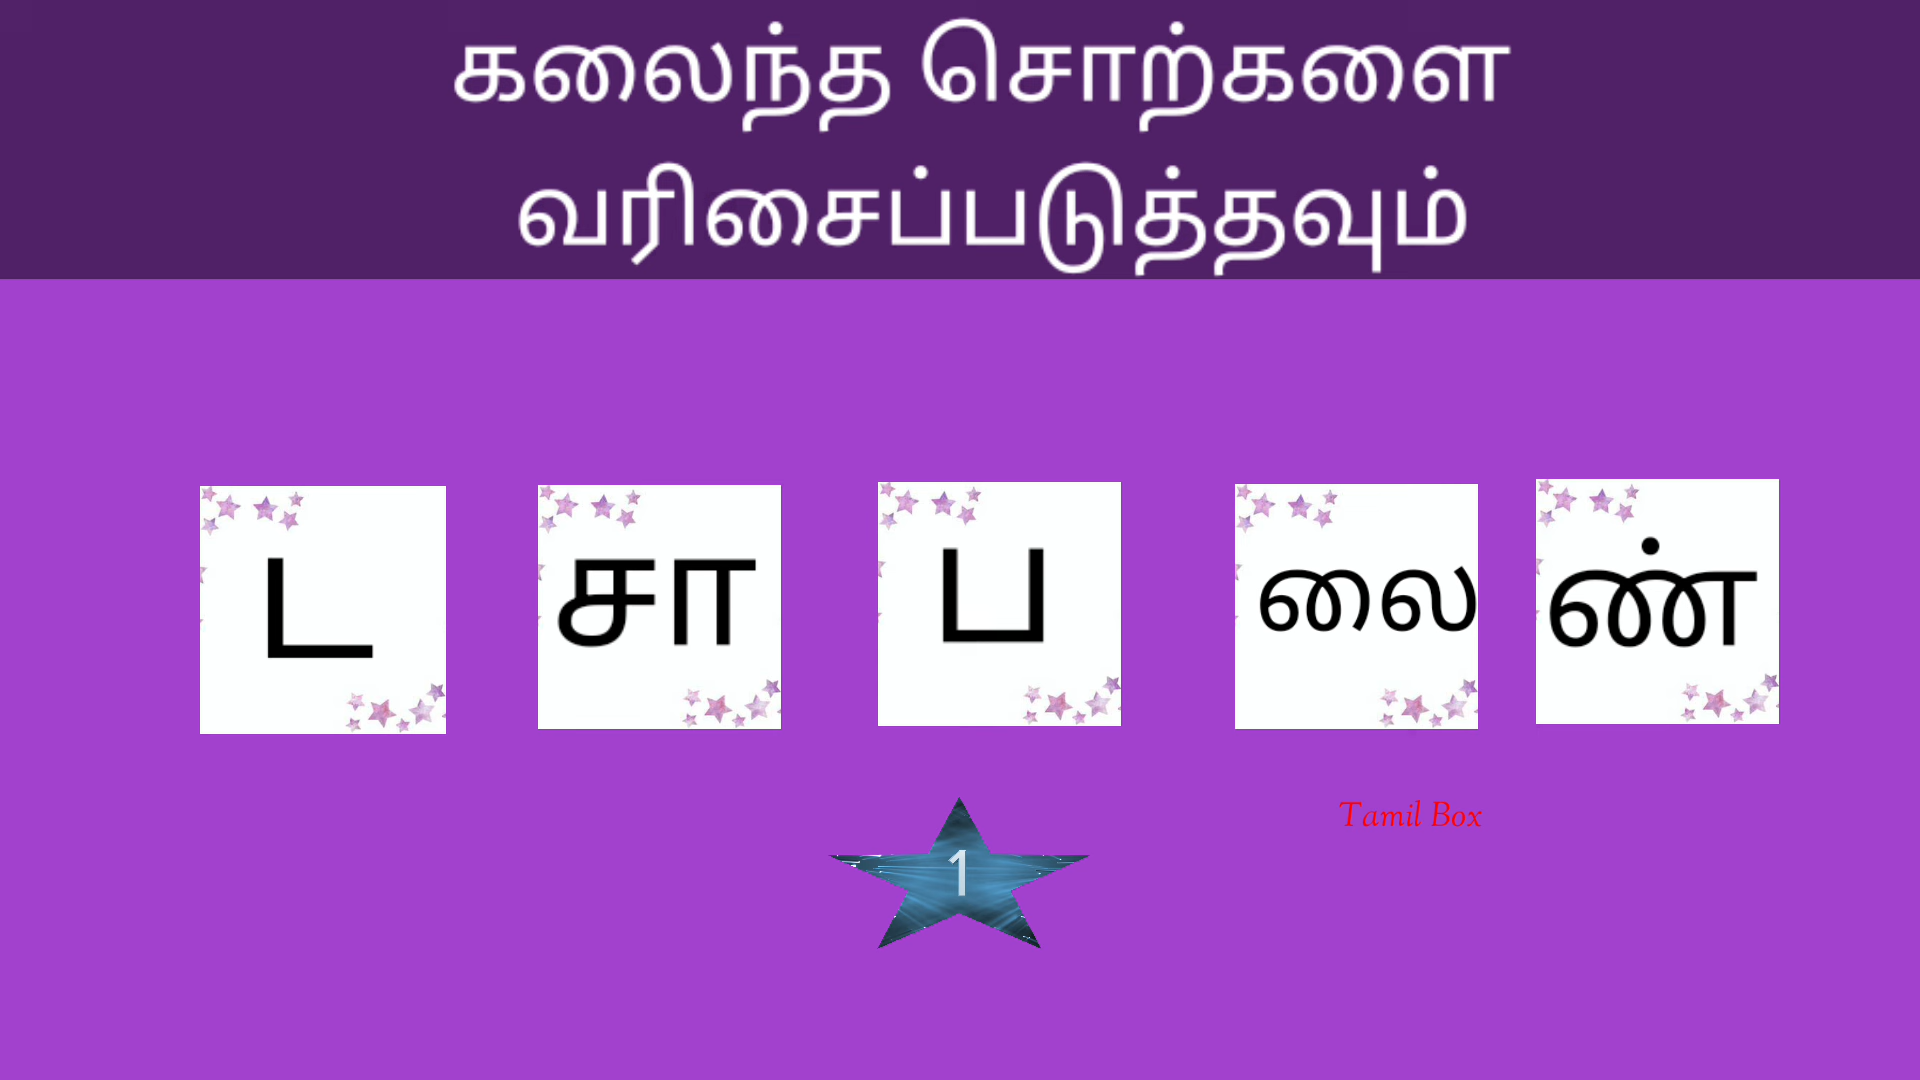 கலைந்த சொற்களை
வரிசைப்படுத்தவும்
ட சா ப லை ண்
Tamil Box
1